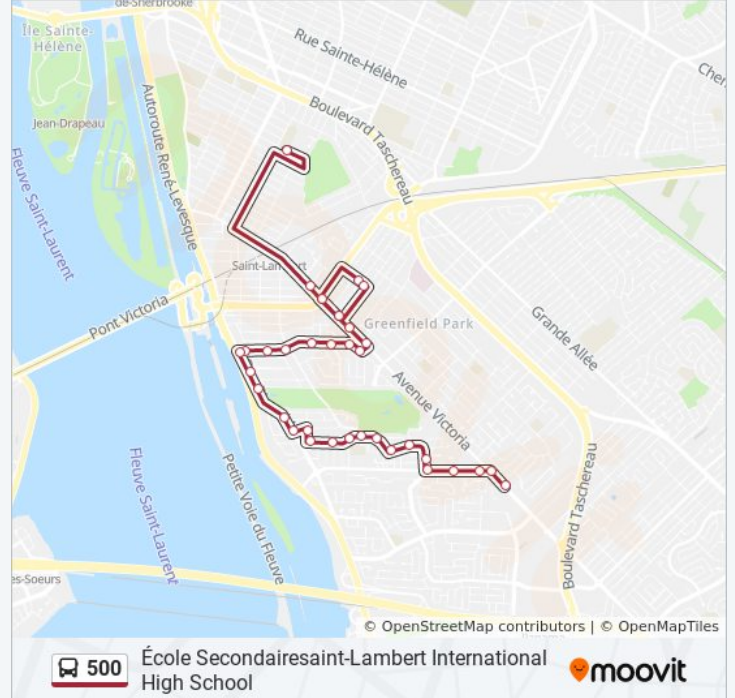 de-Sherbrooke
Île Sainte-
Hélène
Rue Sainte-Hélène
Cher
Jean-Drapeau
Boulevard Taschereau
Autoroute René-Levesque
Fleuve Saint-Laurent
Saint-Lambert
Pont Victoria
Greenfield Park
Grande Allée
Avenue Victoria
Boulevard Taschereau
Fleuve Saint-Laurent
Petite Voie du Fleuve
es-Soeurs
© OpenStreetMap contributors | © OpenMapTiles
500
École Secondairesaint-Lambert International
High School
moovit